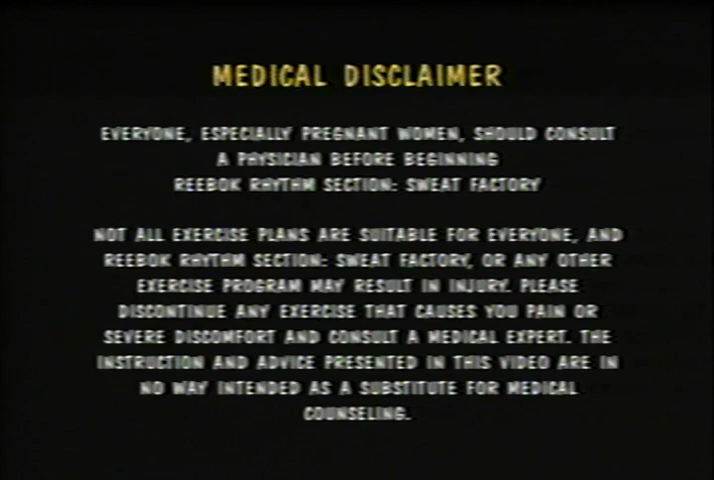 MEDICAL DISCLAIMER
EVERYONE, ESPECIALLY PREGNANT WOMEN, SHOULD CONSULT
A PHYSICIAN BEFORE BEGINNING
REEBOK RHYTHM SECTION: SWEAT FACTORY
NOT ALL EXERCISE PLANS ARE SUITABLE FOR EVERYONE, AND
REEBOK RHYTHM SECTION: SWEAT FACTORY, OR ANY OTHER
EXERCISE PROGRAM MAY RESULT IN INJURY. PLEASE
DISCONTINUE ANY EXERCISE THAT CAUSES YOU PAIN OR
SEVERE DISCOMFORT AND CONSULT A MEDICAL EXPERT. THE
INSTRUCTION AND ADVICE PRESENTED IN THIS VIDEO ARE IN
NO WAY INTENDED AS A SUBSTITUTE FOR MEDICAL
COUNSELING.